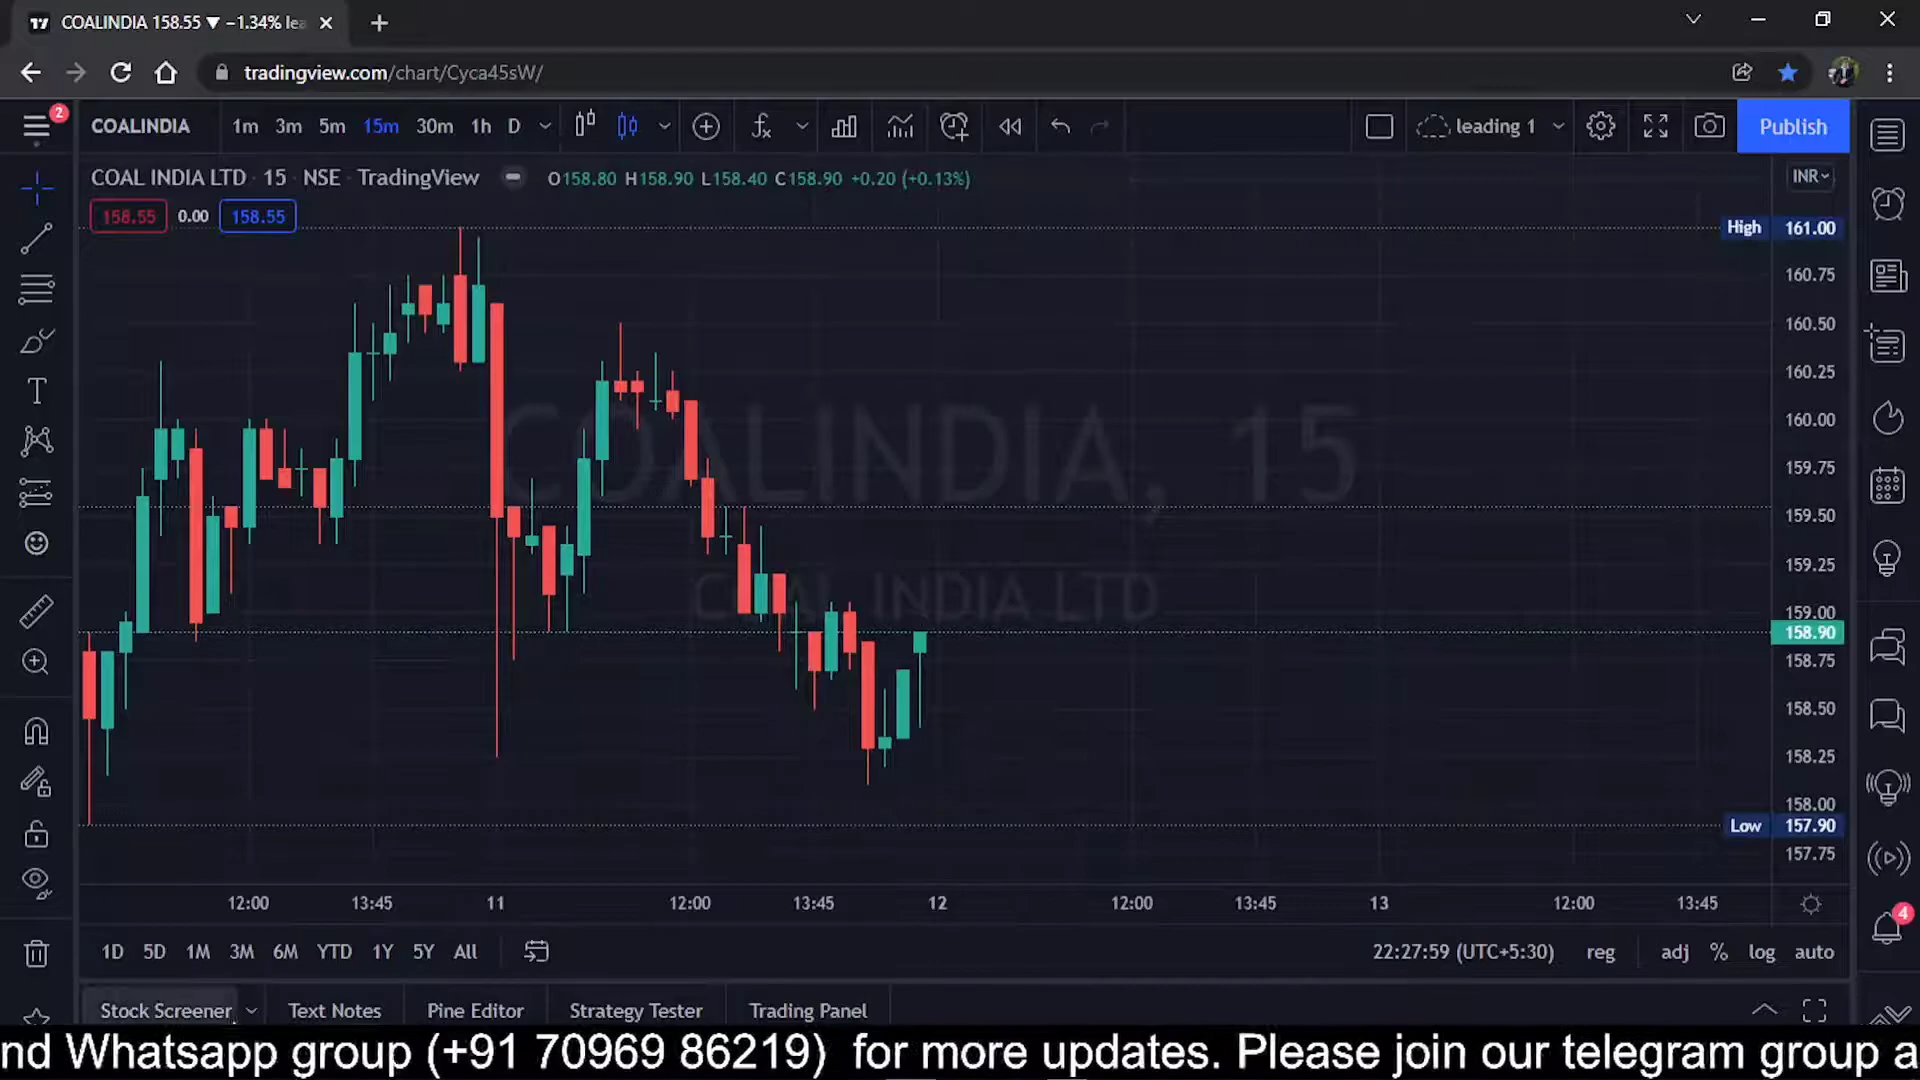 COALINDIA 158.55 ▼ −1.34% lea
tradingview.com/chart/Cyca45sW/
2
COALINDIA 1m 3m 5m 15m 30m 1h D leading 1 Publish
COAL INDIA LTD · 15 · NSE · TradingView O158.80 H158.90 L158.40 C158.90 +0.20 (+0.13%) INR
158.55 0.00 158.55
High 161.00
160.75
160.50
160.25
160.00
159.75
159.50
159.25
159.00
158.90
158.75
158.50
158.25
158.00
Low 157.90
157.75
COALINDIA, 15
COAL INDIA LTD
12:00 13:45 11 12:00 13:45 12 12:00 13:45 13 12:00 13:45
4
1D 5D 1M 3M 6M YTD 1Y 5Y All 22:27:59 (UTC+5:30) reg adj % log auto
Stock Screener Text Notes Pine Editor Strategy Tester Trading Panel
nd Whatsapp group (+91 70969 86219) for more updates. Please join our telegram group a